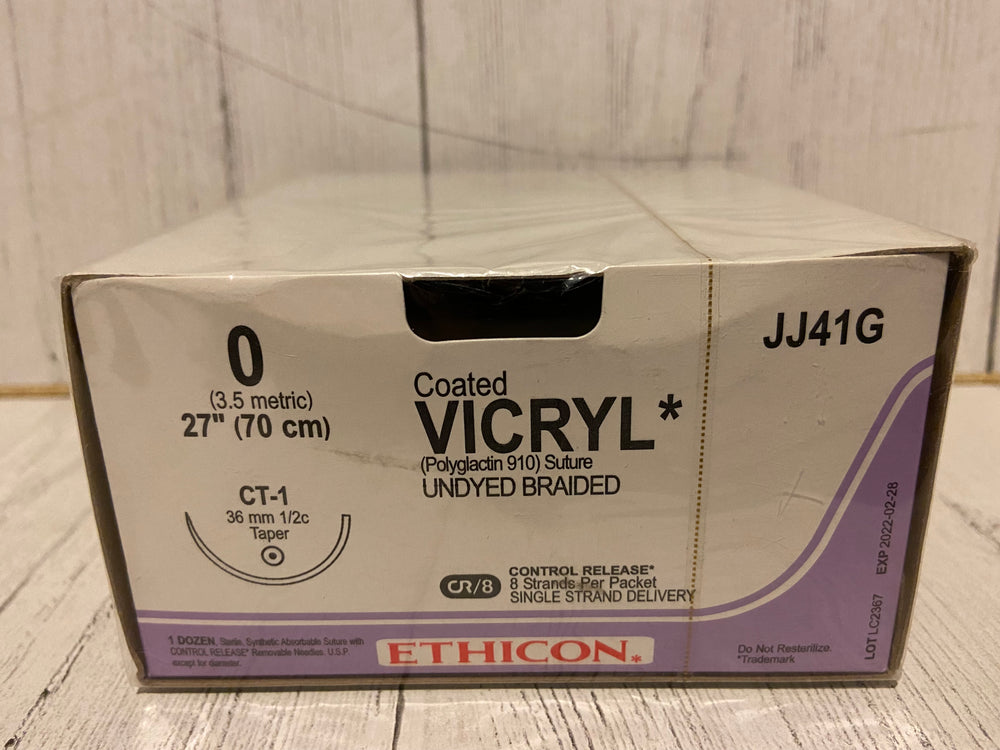 0
(3.5 metric)
27" (70 cm)
CT-1
36 mm 1/2c
Taper
Coated
VICRYL*
(Polyglactin 910) Suture
UNDYED BRAIDED
CR/8
CONTROL RELEASE*
8 Strands Per Packet
SINGLE STRAND DELIVERY
JJ41G
1 DOZEN, Sterile, Synthetic Absorbable Suture with
CONTROL RELEASE* Removable Needles. U.S.P.
except for diameter.
ETHICON*
Do Not Resterilize.
*Trademark
LOT LC2367 EXP 2022-02-28